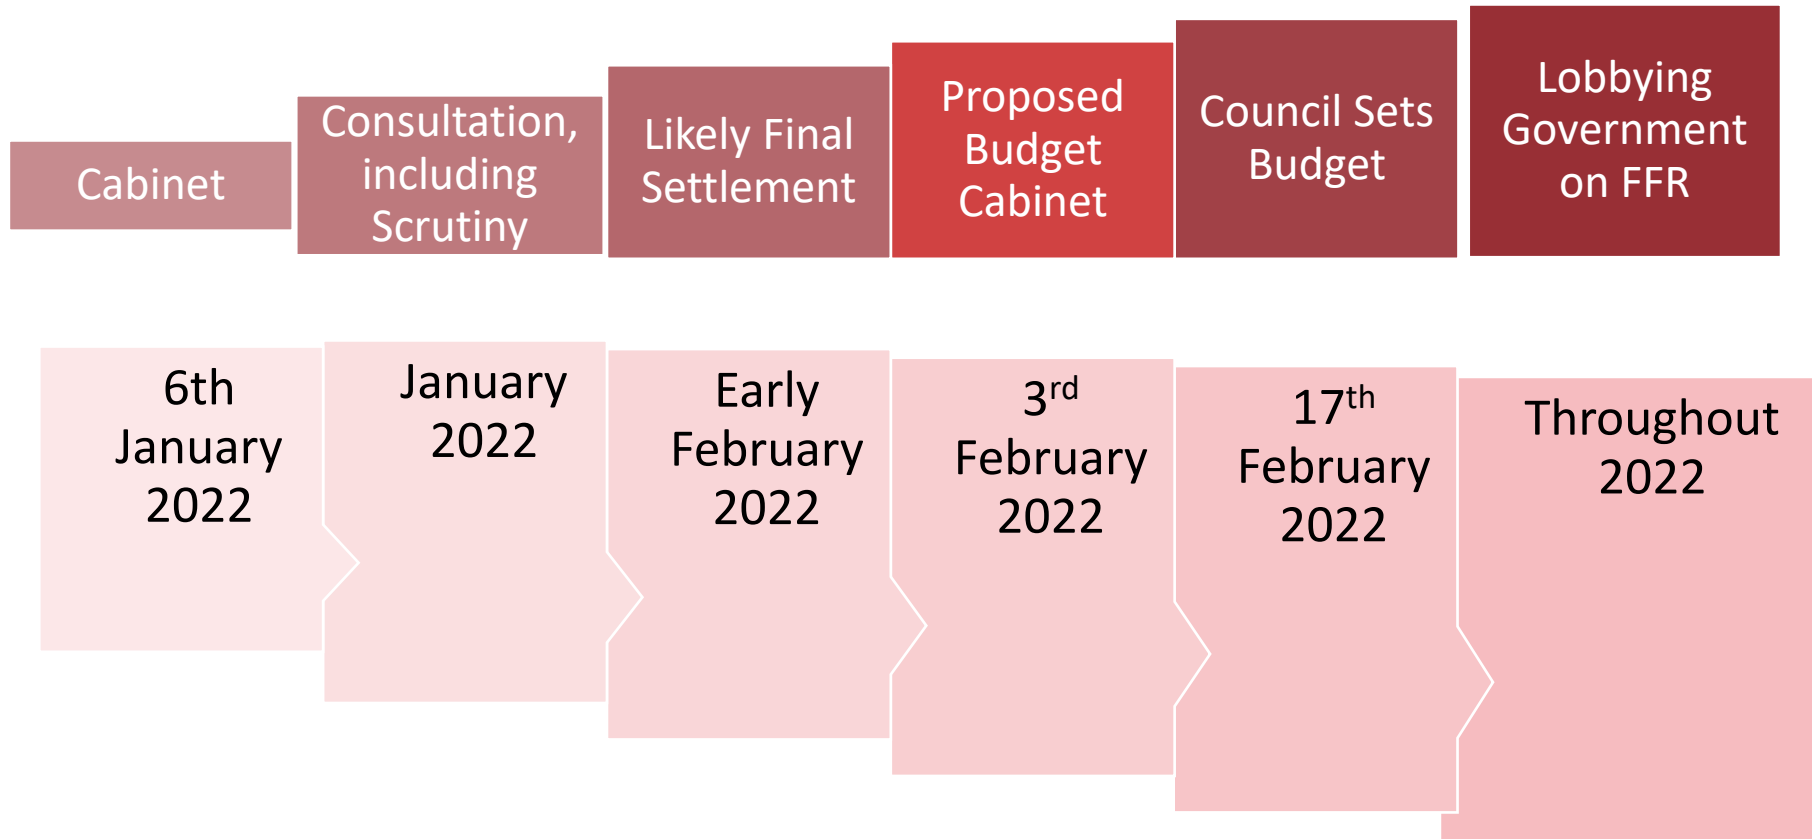 Cabinet
Consultation,
including
Scrutiny
Likely Final
Settlement
Proposed
Budget
Cabinet
Council Sets
Budget
Lobbying
Government
on FFR
6th
January
2022
January
2022
Early
February
2022
3rd
February
2022
17th
February
2022
Throughout
2022